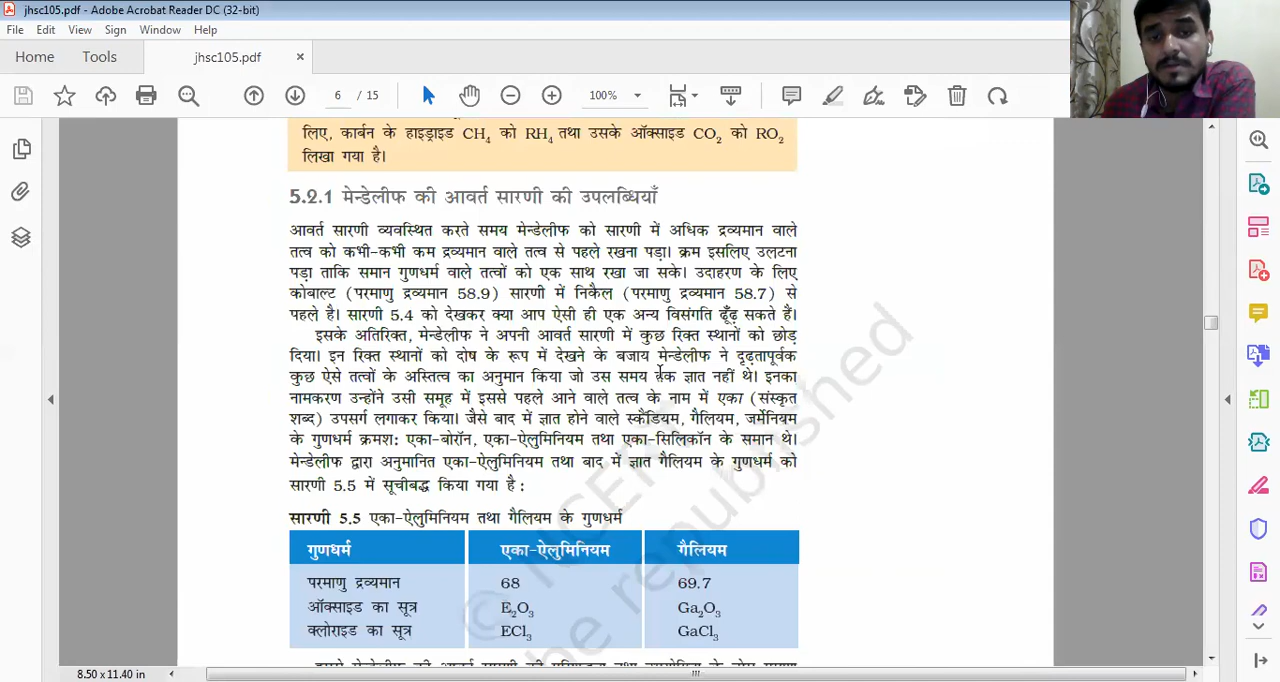 jhsc105.pdf - Adobe Acrobat Reader DC (32-bit)
File Edit View Sign Window Help
Home Tools jhsc105.pdf ×
6 / 15 100%
लिए, कार्बन के हाइड्राइड CH₄ को RH₄ तथा उसके ऑक्साइड CO₂ को RO₂
लिखा गया है।
5.2.1 मेन्डेलीफ की आवर्त सारणी की उपलब्धियाँ
आवर्त सारणी व्यवस्थित करते समय मेन्डेलीफ को सारणी में अधिक द्रव्यमान वाले
तत्व को कभी-कभी कम द्रव्यमान वाले तत्व से पहले रखना पड़ा। क्रम इसलिए उलटना
पड़ा ताकि समान गुणधर्म वाले तत्वों को एक साथ रखा जा सके। उदाहरण के लिए
कोबाल्ट (परमाणु द्रव्यमान 58.9) सारणी में निकैल (परमाणु द्रव्यमान 58.7) से
पहले है। सारणी 5.4 को देखकर क्या आप ऐसी ही एक अन्य विसंगति ढूँढ़ सकते हैं।
इसके अतिरिक्त, मेन्डेलीफ ने अपनी आवर्त सारणी में कुछ रिक्त स्थानों को छोड़
दिया। इन रिक्त स्थानों को दोष के रूप में देखने के बजाय मेन्डेलीफ ने दृढ़तापूर्वक
कुछ ऐसे तत्वों के अस्तित्व का अनुमान किया जो उस समय तक ज्ञात नहीं थे। इनका
नामकरण उन्होंने उसी समूह में इससे पहले आने वाले तत्व के नाम में एका (संस्कृत
शब्द) उपसर्ग लगाकर किया। जैसे बाद में ज्ञात होने वाले स्कैंडियम, गैलियम, जर्मेनियम
के गुणधर्म क्रमश: एका-बोरॉन, एका-ऐलुमिनियम तथा एका-सिलिकॉन के समान थे।
मेन्डेलीफ द्वारा अनुमानित एका-ऐलुमिनियम तथा बाद में ज्ञात गैलियम के गुणधर्म को
सारणी 5.5 में सूचीबद्ध किया गया है :
सारणी 5.5 एका-ऐलुमिनियम तथा गैलियम के गुणधर्म
गुणधर्म एका-ऐलुमिनियम गैलियम
परमाणु द्रव्यमान 68 69.7
ऑक्साइड का सूत्र E₂O₃ Ga₂O₃
क्लोराइड का सूत्र ECl₃ GaCl₃
© NCERT
be republished
8.50 x 11.40 in